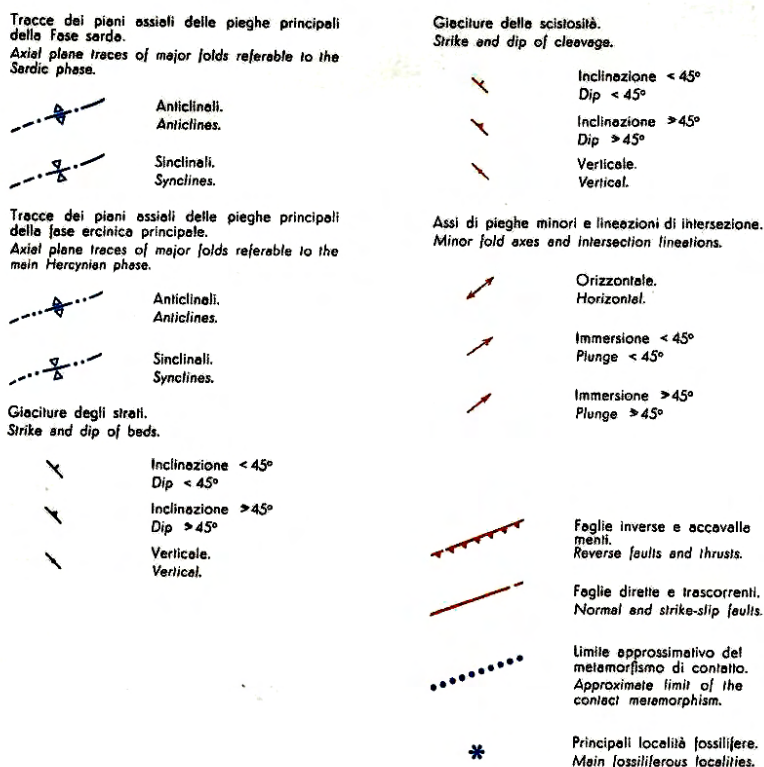 Tracce dei piani assiali delle pieghe principali
della Fase sarda.
Axial plane traces of major folds referable to the
Sardic phase.
Anticlinali.
Anticlines.
Sinclinali.
Synclines.
Tracce dei piani assiali delle pieghe principali
della fase ercinica principale.
Axial plane traces of major folds referable to the
main Hercynian phase.
Anticlinali.
Anticlines.
Sinclinali.
Synclines.
Giaciture degli strati.
Strike and dip of beds.
Inclinazione < 45°
Dip < 45°
Inclinazione ⩾45°
Dip ⩾45°
Verticale.
Vertical.
Giaciture della scistosità.
Strike and dip of cleavage.
Inclinazione < 45°
Dip < 45°
Inclinazione ⩾45°
Dip ⩾45°
Verticale.
Vertical.
Assi di pieghe minori e lineazioni di intersezione.
Minor fold axes and intersection lineations.
Orizzontale.
Horizontal.
Immersione < 45°
Plunge < 45°
Immersione ⩾45°
Plunge ⩾45°
Faglie inverse e accavalla
menti.
Reverse faults and thrusts.
Faglie dirette e trascorrenti.
Normal and strike-slip faults.
Limite approssimativo del
metamorfismo di contatto.
Approximate limit of the
contact metamorphism.
Principali località fossilifere.
Main fossiliferous localities.